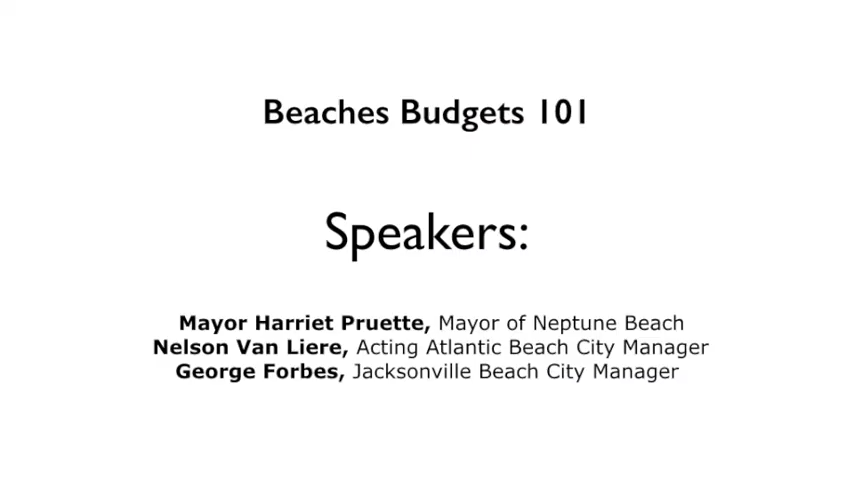 Beaches Budgets 101
Speakers:
Mayor Harriet Pruette, Mayor of Neptune Beach
Nelson Van Liere, Acting Atlantic Beach City Manager
George Forbes, Jacksonville Beach City Manager